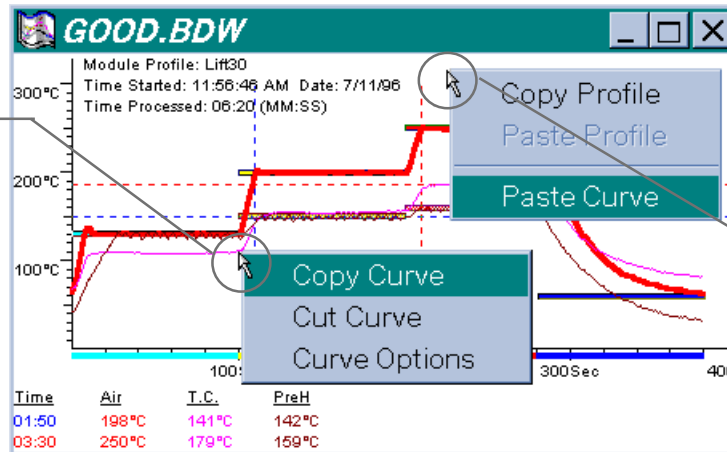 GOOD.BDW
Module Profile: Lift30
Time Started: 11:56:46 AM Date: 7/11/96
Time Processed: 06:20 (MM:SS)
300°C
200°C
100°C
Copy Profile
Paste Profile
Paste Curve
Copy Curve
Cut Curve
Curve Options
300Sec
Time Air T.C. PreH
01:50 198°C 141°C 142°C
03:30 250°C 179°C 159°C